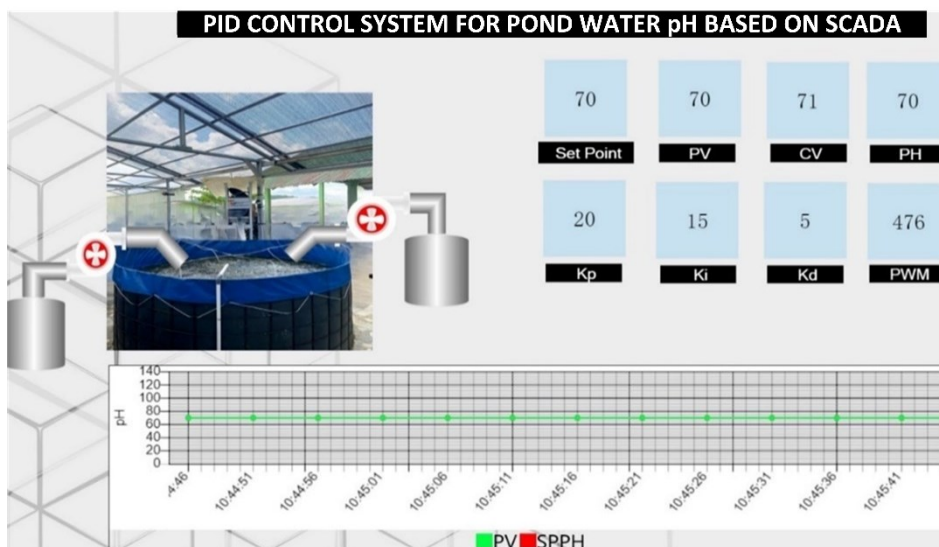 PID CONTROL SYSTEM FOR POND WATER pH BASED ON SCADA
70 70 71 70
Set Point PV CV PH
20 15 5 476
Kp Ki Kd PWM
140
120
100
80
60
40
20
0
pH
4:46 10:44:51 10:44:56 10:45:01 10:45:06 10:45:11 10:45:16 10:45:21 10:45:26 10:45:31 10:45:36 10:45:41
PV SPPH